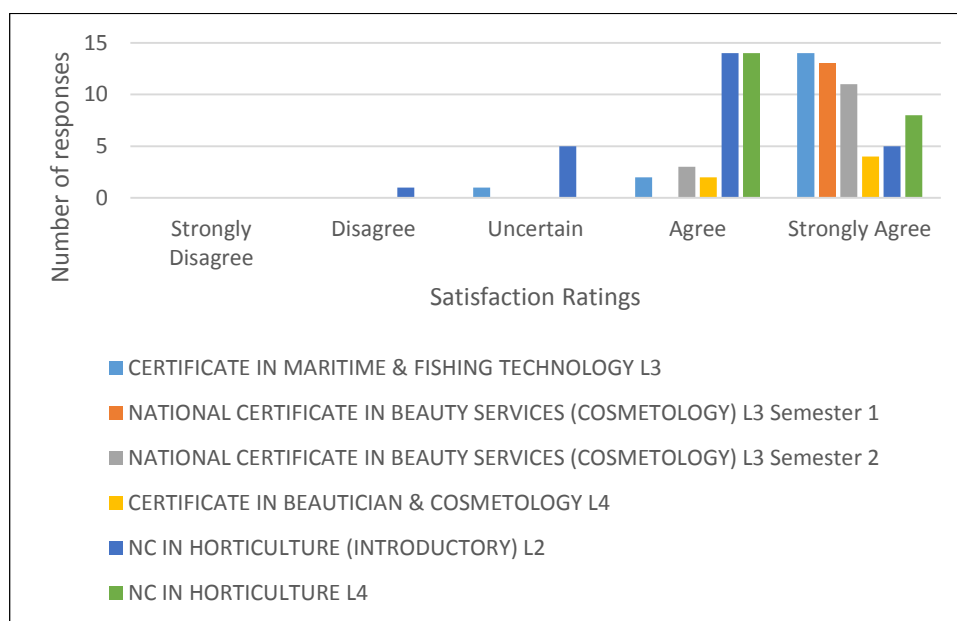 Number of responses
15
10
5
0
Strongly
Disagree
Disagree
Uncertain
Agree
Strongly Agree
Satisfaction Ratings
CERTIFICATE IN MARITIME & FISHING TECHNOLOGY L3
NATIONAL CERTIFICATE IN BEAUTY SERVICES (COSMETOLOGY) L3 Semester 1
NATIONAL CERTIFICATE IN BEAUTY SERVICES (COSMETOLOGY) L3 Semester 2
CERTIFICATE IN BEAUTICIAN & COSMETOLOGY L4
NC IN HORTICULTURE (INTRODUCTORY) L2
NC IN HORTICULTURE L4